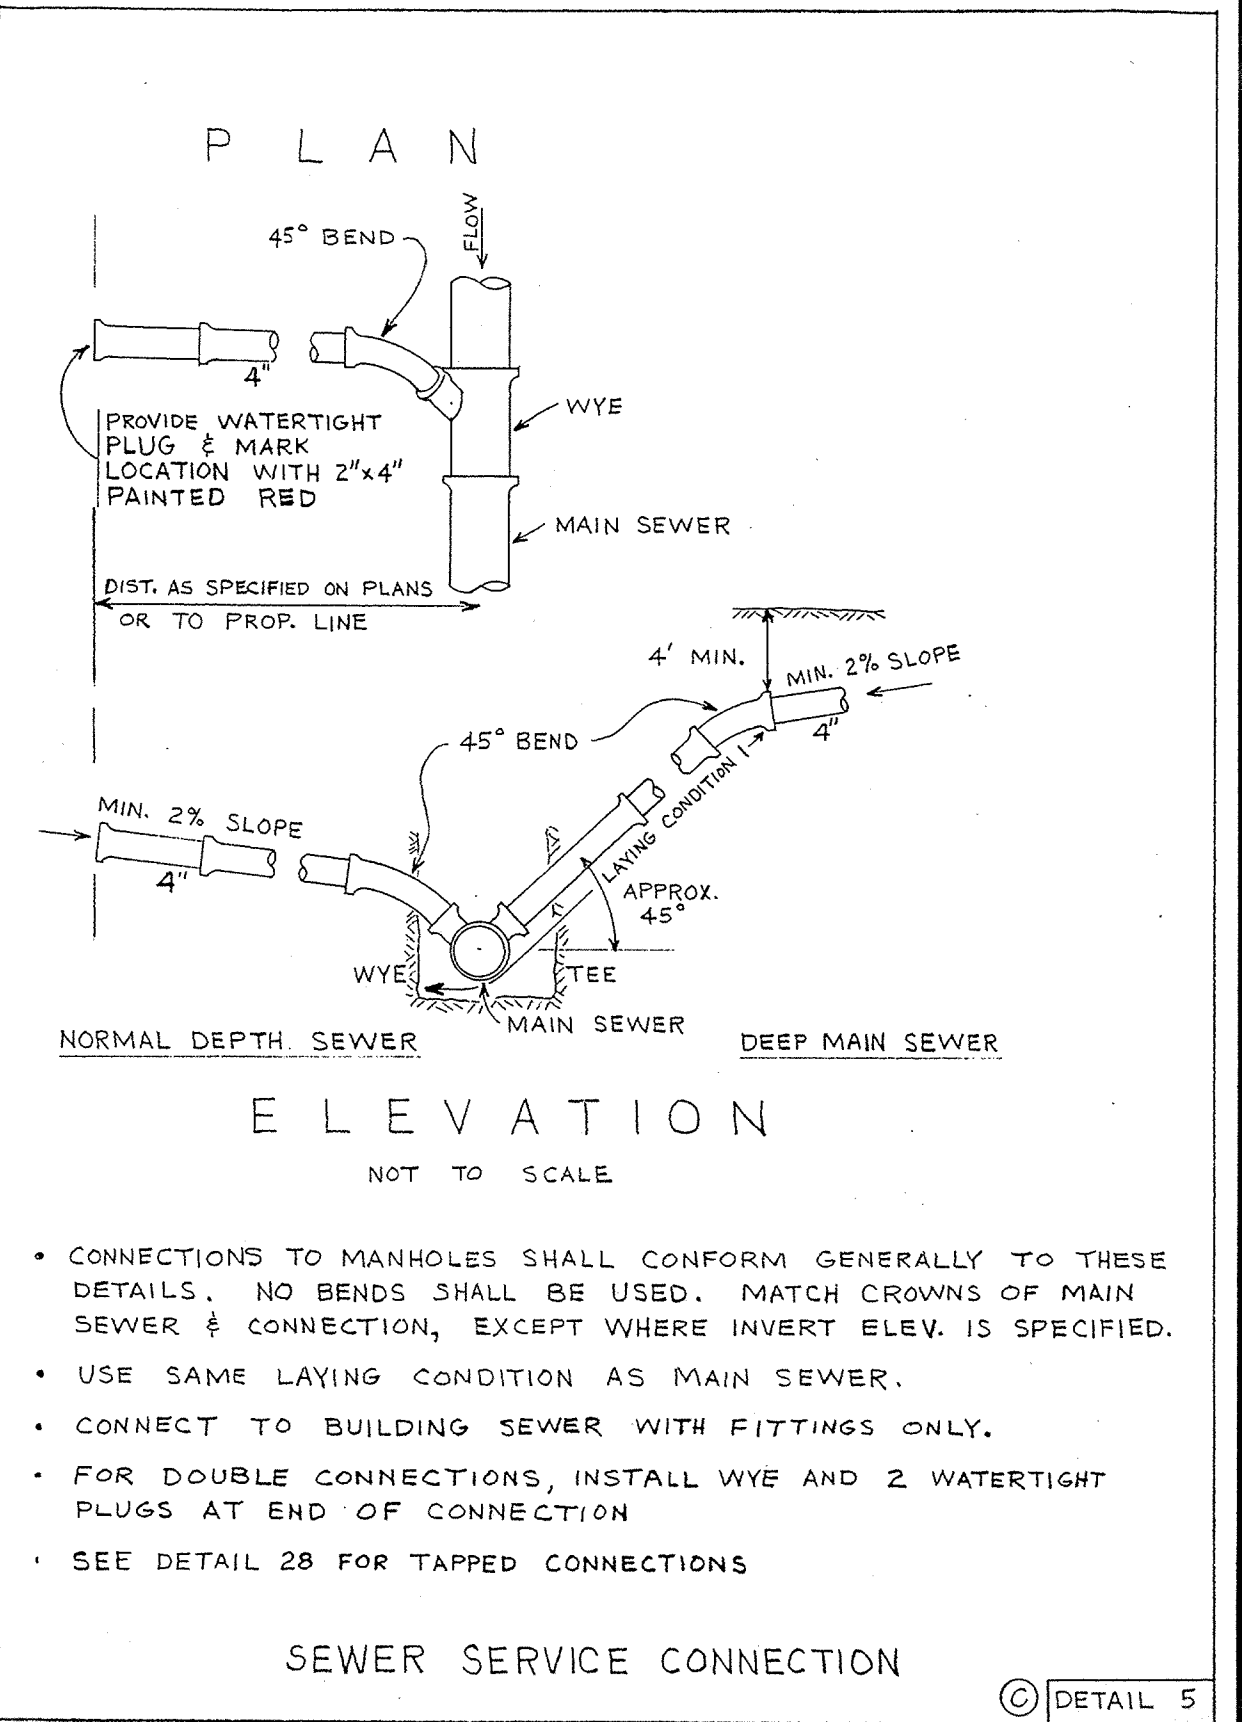 PLAN
FLOW
45° BEND
4"
WYE
PROVIDE WATERTIGHT
PLUG & MARK
LOCATION WITH 2"x4"
PAINTED RED
MAIN SEWER
DIST. AS SPECIFIED ON PLANS
OR TO PROP. LINE
4' MIN.
MIN. 2% SLOPE
4"
45° BEND
LAYING CONDITION 1
MIN. 2% SLOPE
4"
APPROX.
45°
WYE
TEE
MAIN SEWER
NORMAL DEPTH. SEWER
DEEP MAIN SEWER
ELEVATION
NOT TO SCALE
• CONNECTIONS TO MANHOLES SHALL CONFORM GENERALLY TO THESE
DETAILS. NO BENDS SHALL BE USED. MATCH CROWNS OF MAIN
SEWER & CONNECTION, EXCEPT WHERE INVERT ELEV. IS SPECIFIED.
• USE SAME LAYING CONDITION AS MAIN SEWER.
• CONNECT TO BUILDING SEWER WITH FITTINGS ONLY.
• FOR DOUBLE CONNECTIONS, INSTALL WYE AND 2 WATERTIGHT
PLUGS AT END OF CONNECTION
• SEE DETAIL 28 FOR TAPPED CONNECTIONS
SEWER SERVICE CONNECTION
© DETAIL 5